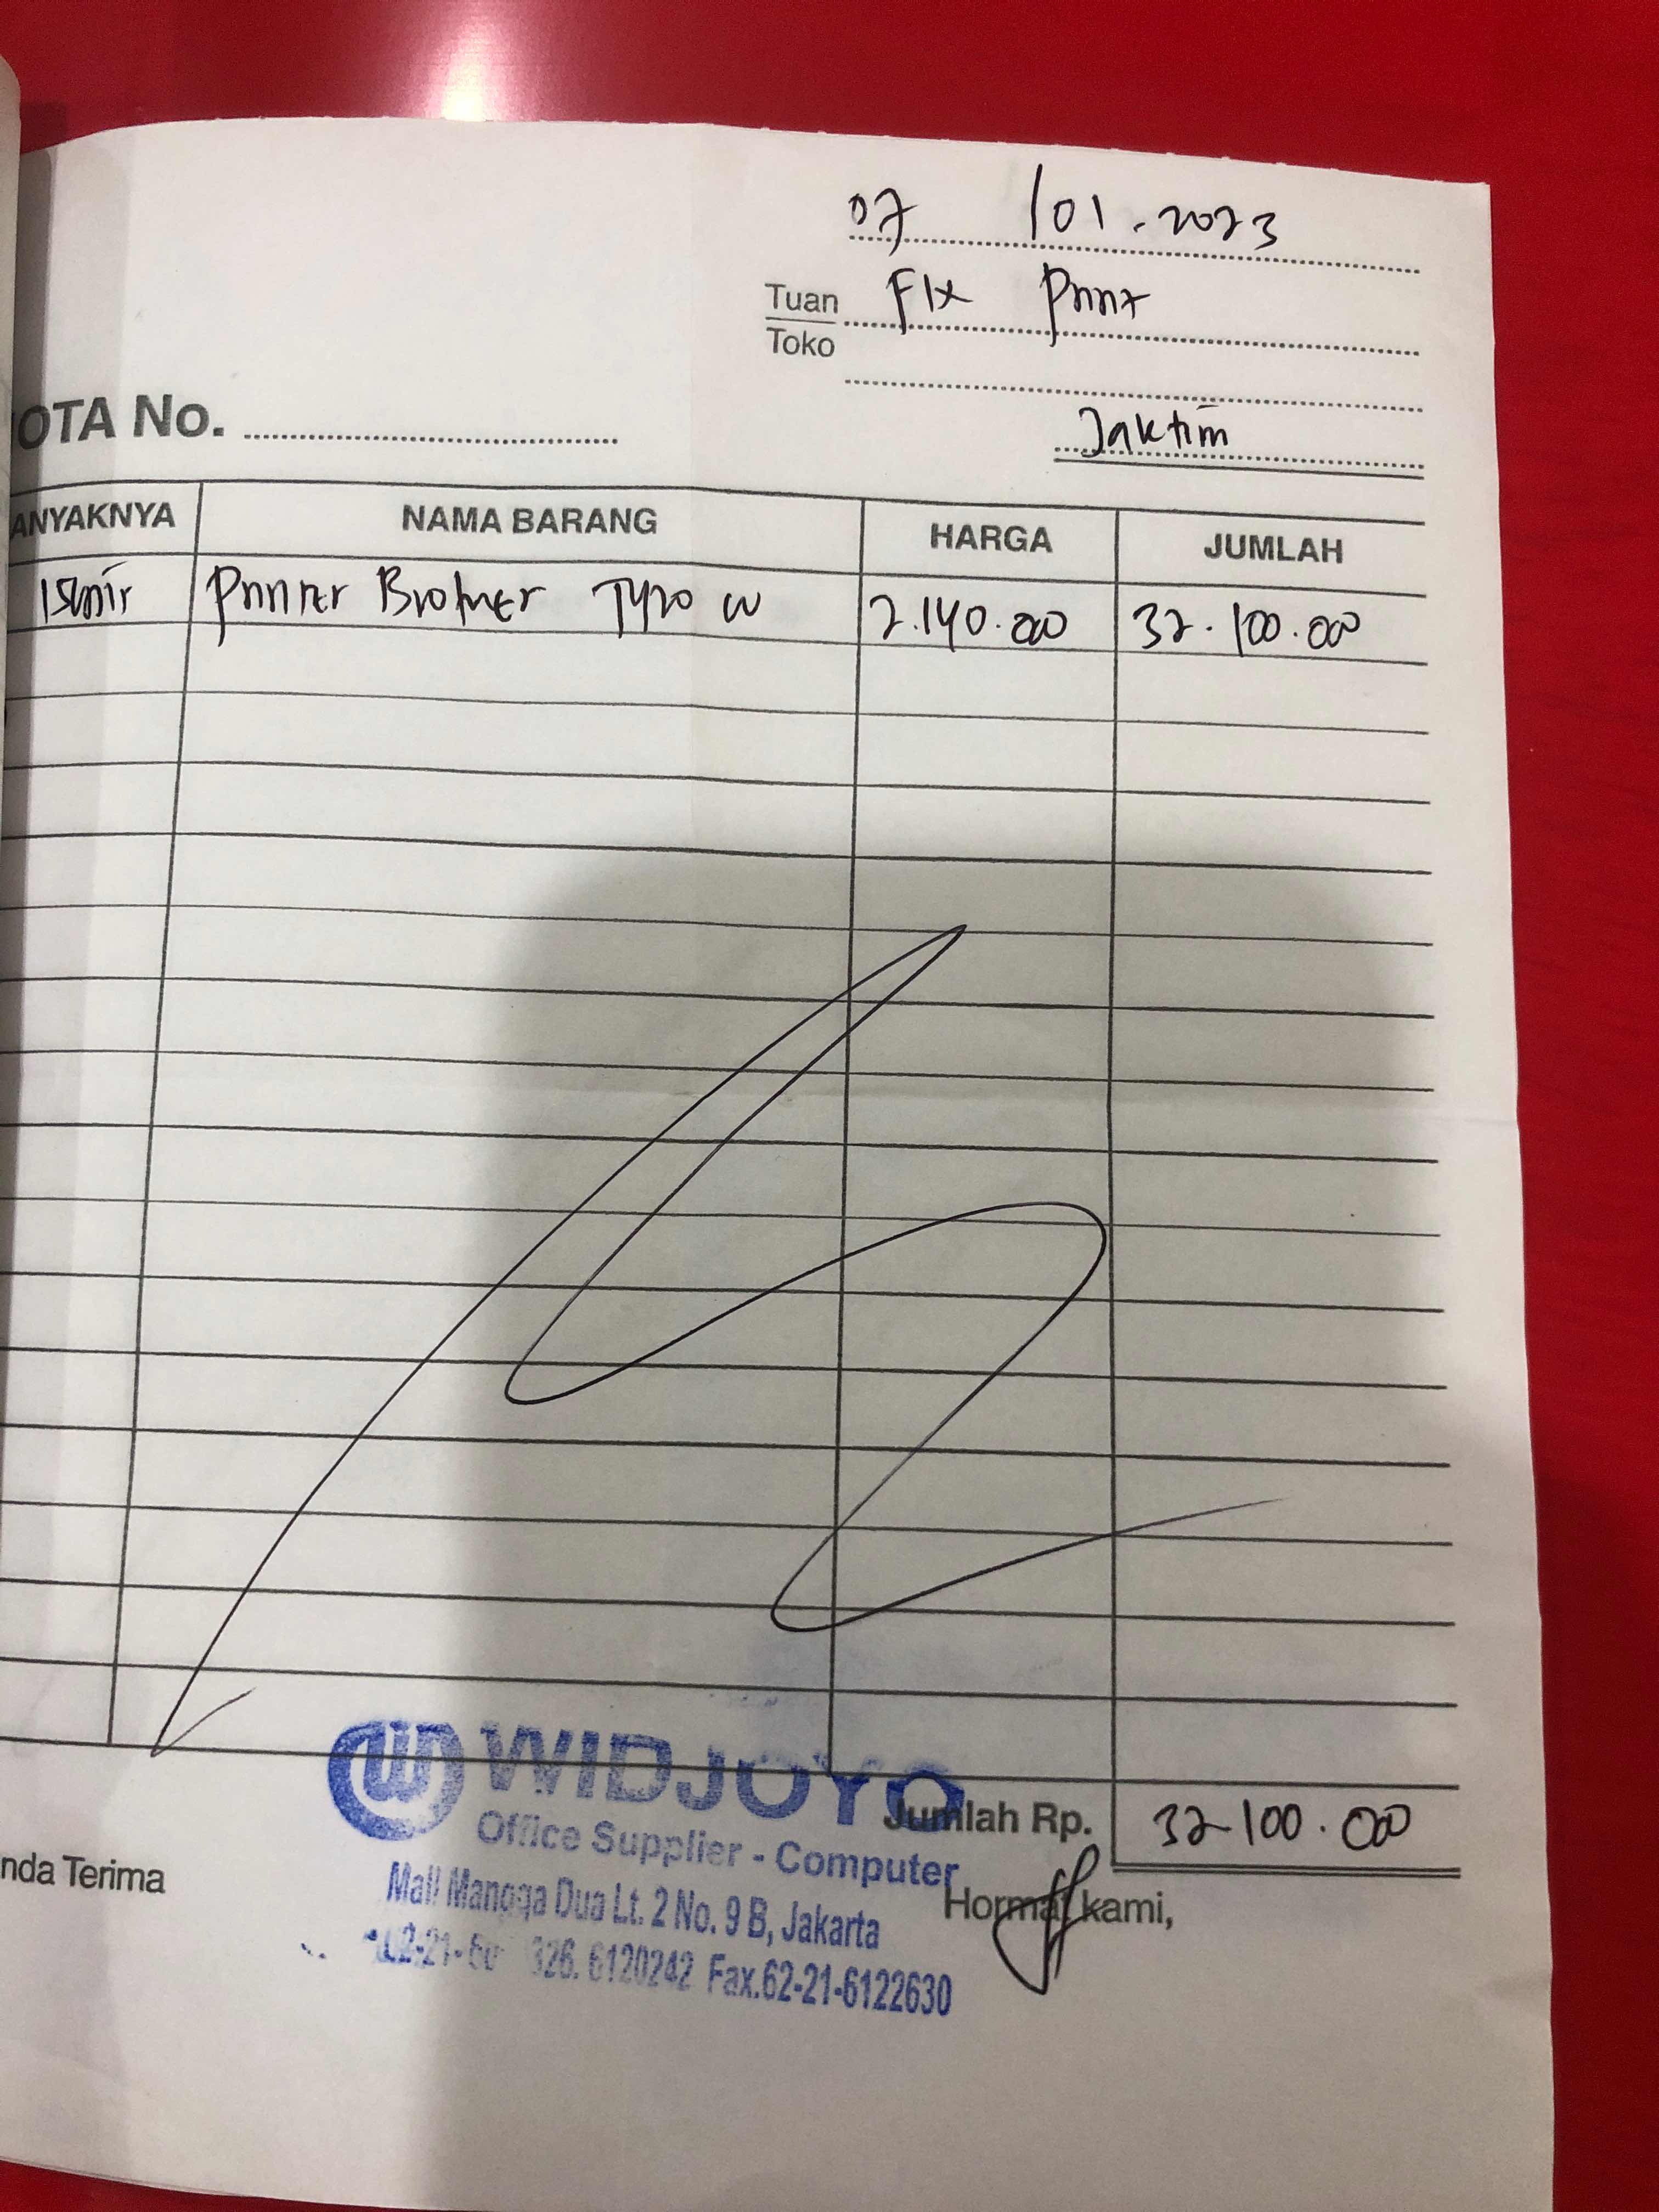 07 /01.2023
Tuan Fix Print
Toko
Jaktim
OTA No.
ANYAKNYA NAMA BARANG HARGA JUMLAH
15unit Printer Brother T420 W 2.140.000 32.100.000
WIDJOYO
Jumlah Rp. 32.100.000
Office Supplier - Computer
nda Terima
Hormat kami,
Mall Mangga Dua Lt. 2 No. 9 B, Jakarta
326. 6120242 Fax.62-21-6122630